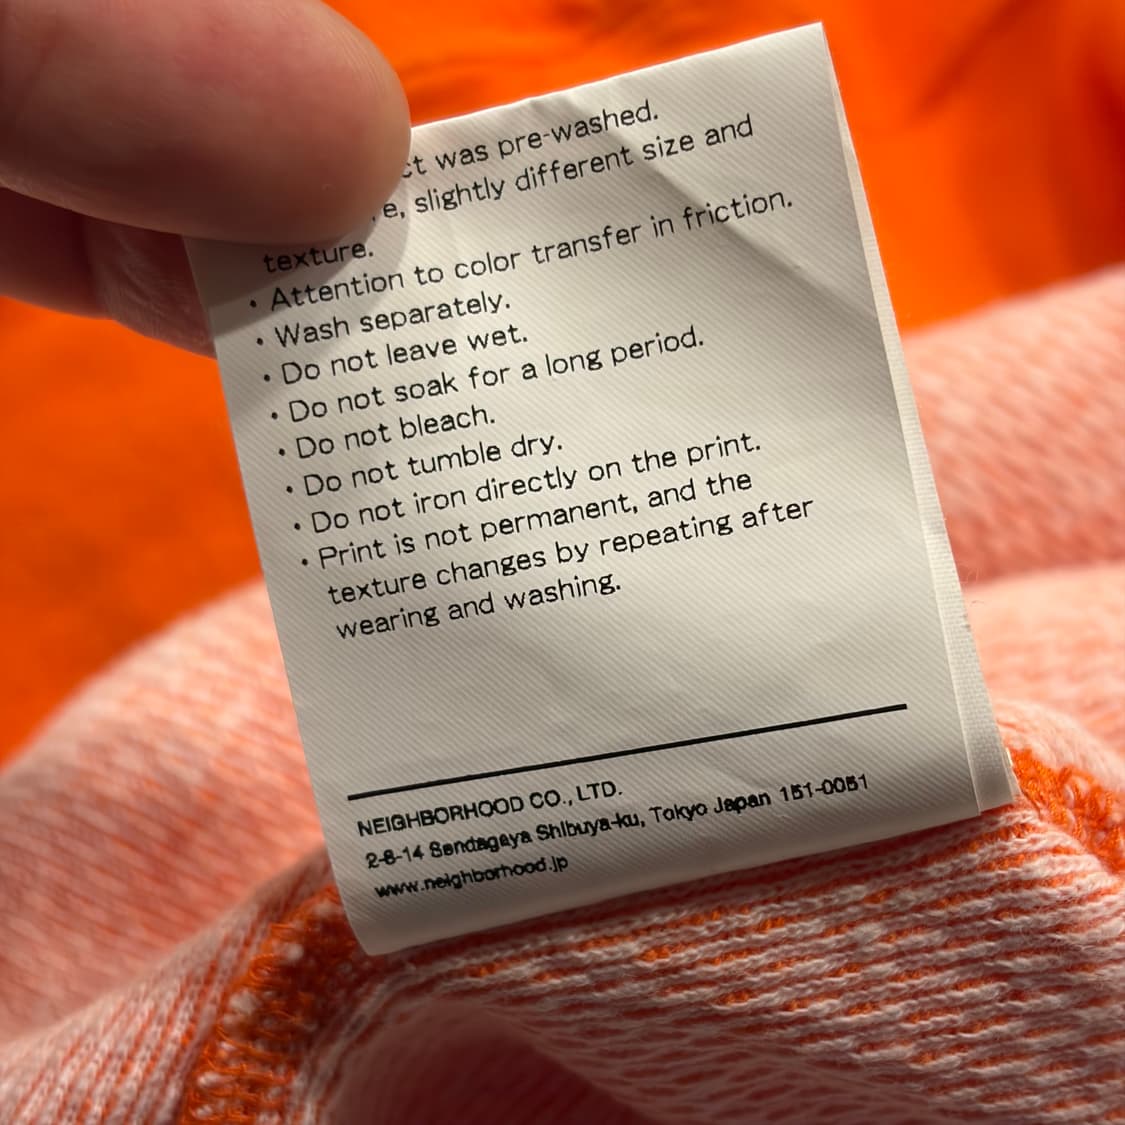 was pre-washed.
slightly different size and
texture.
• Attention to color transfer in friction.
• Wash separately.
• Do not leave wet.
• Do not soak for a long period.
• Do not bleach.
• Do not tumble dry.
• Do not iron directly on the print.
• Print is not permanent, and the
texture changes by repeating after
wearing and washing.
NEIGHBORHOOD CO., LTD.
2-8-14 Sendagaya Shibuya-ku, Tokyo Japan 151-0051
www.neighborhood.jp